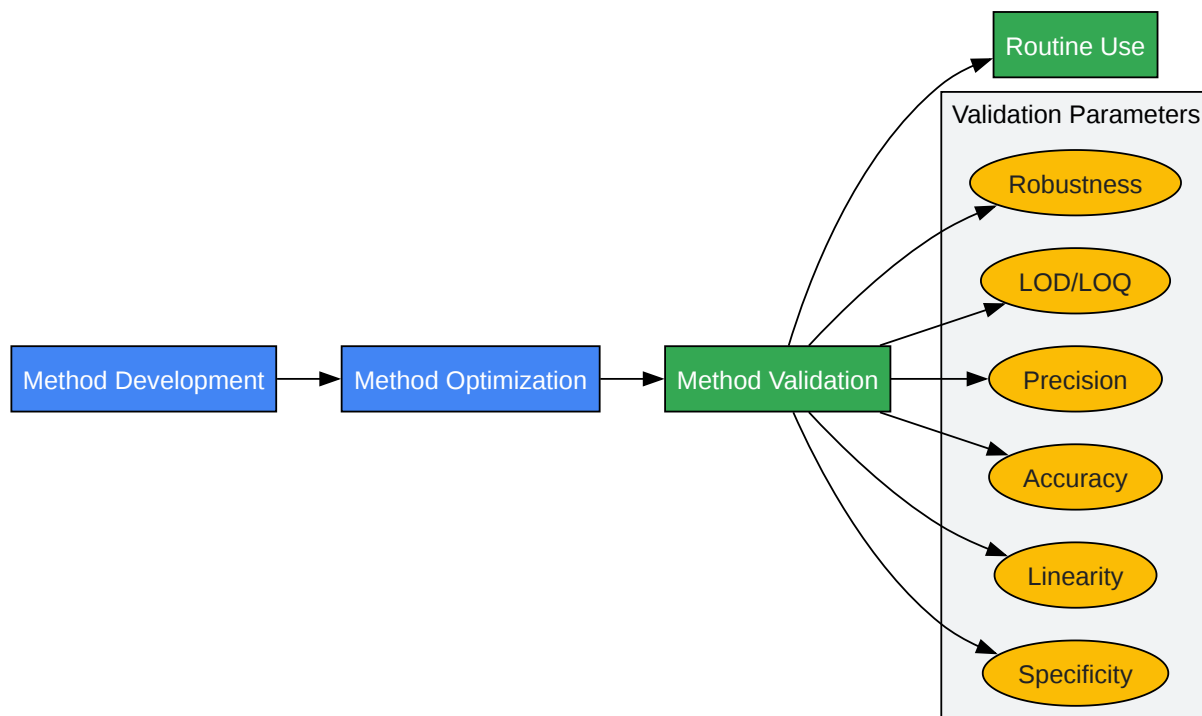 Routine Use
Validation Parameters
Robustness
LOD/LOQ
Method Development
Method Optimization
Method Validation
Precision
Accuracy
Linearity
Specificity